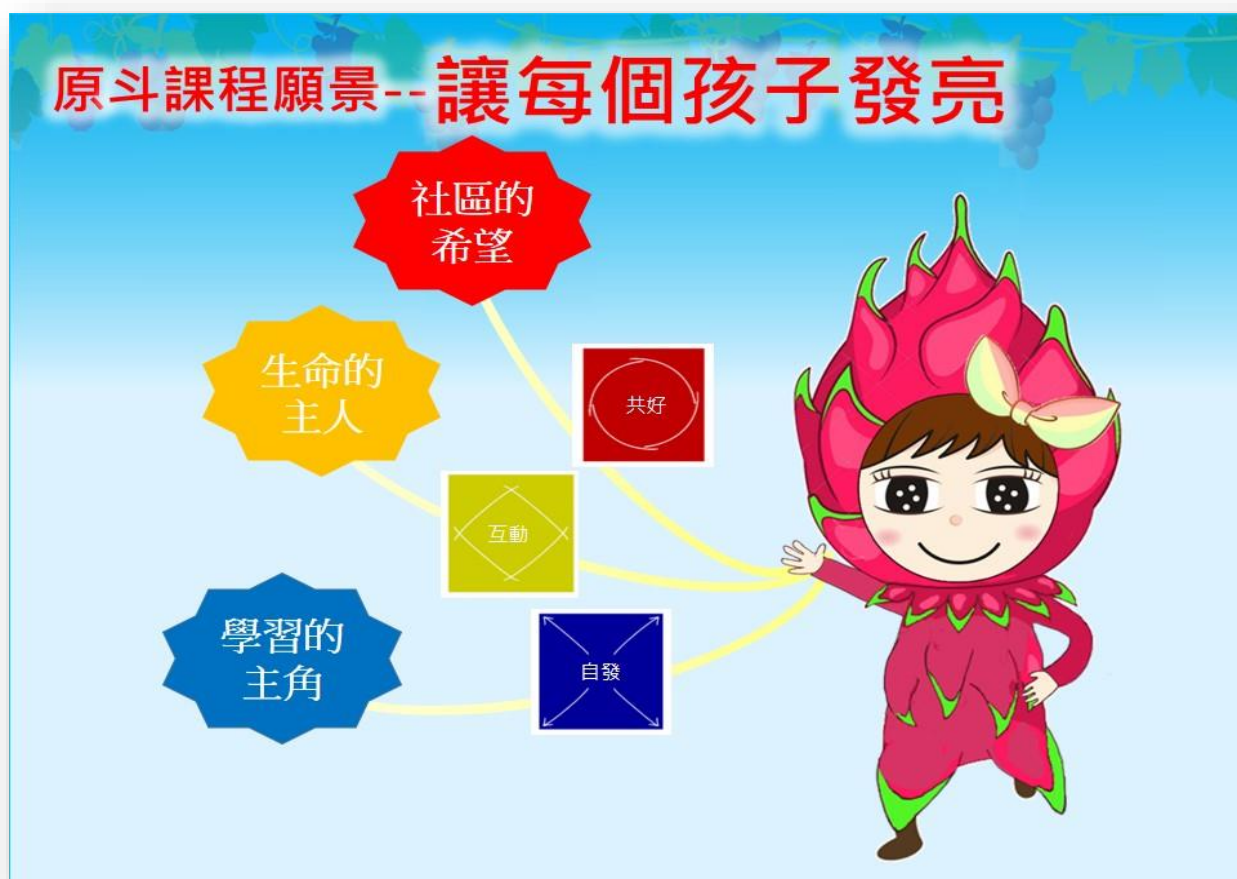 原斗課程願景--讓每個孩子發亮
社區的
希望
共好
生命的
主人
互動
學習的
主角
自發